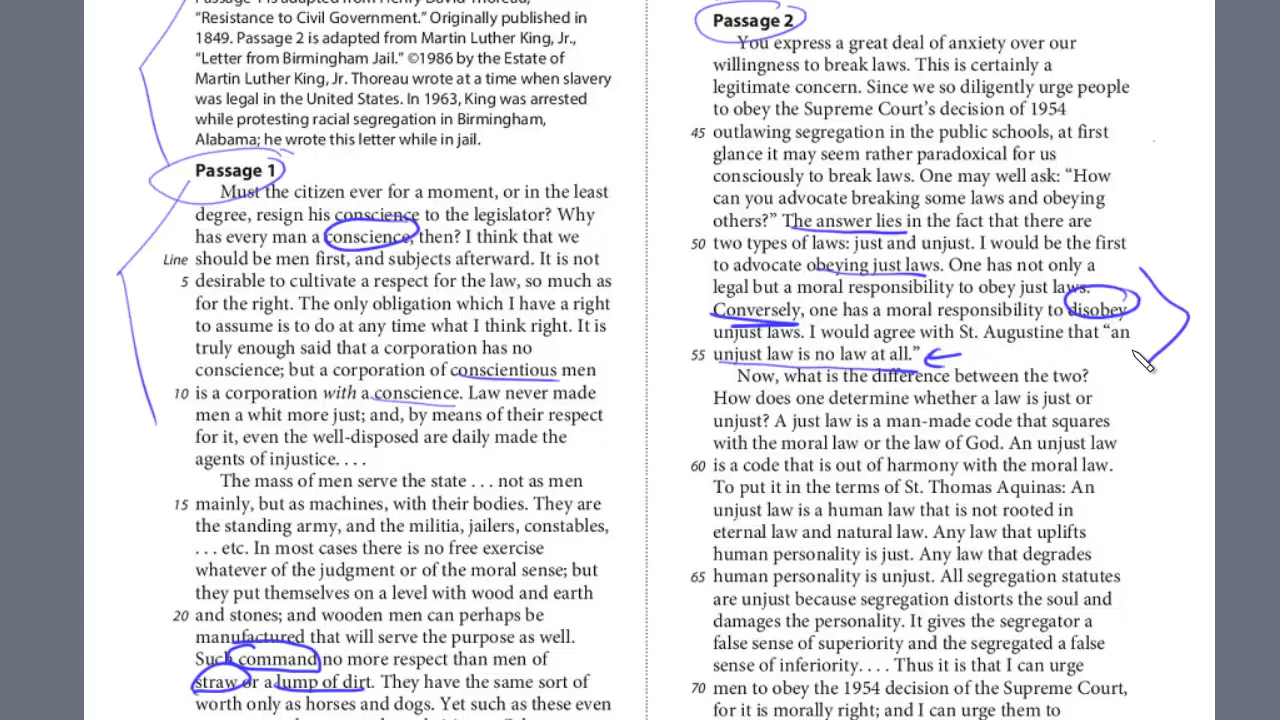 Passage 1 is adapted from Henry David Thoreau,
"Resistance to Civil Government." Originally published in
1849. Passage 2 is adapted from Martin Luther King, Jr.,
"Letter from Birmingham Jail." ©1986 by the Estate of
Martin Luther King, Jr. Thoreau wrote at a time when slavery
was legal in the United States. In 1963, King was arrested
while protesting racial segregation in Birmingham,
Alabama; he wrote this letter while in jail.
Passage 1
Must the citizen ever for a moment, or in the least
degree, resign his conscience to the legislator? Why
has every man a conscience, then? I think that we
Line should be men first, and subjects afterward. It is not
5 desirable to cultivate a respect for the law, so much as
for the right. The only obligation which I have a right
to assume is to do at any time what I think right. It is
truly enough said that a corporation has no
conscience; but a corporation of conscientious men
10 is a corporation with a conscience. Law never made
men a whit more just; and, by means of their respect
for it, even the well-disposed are daily made the
agents of injustice. . . .
The mass of men serve the state . . . not as men
15 mainly, but as machines, with their bodies. They are
the standing army, and the militia, jailers, constables,
. . . etc. In most cases there is no free exercise
whatever of the judgment or of the moral sense; but
they put themselves on a level with wood and earth
20 and stones; and wooden men can perhaps be
manufactured that will serve the purpose as well.
Such command no more respect than men of
straw or a lump of dirt. They have the same sort of
worth only as horses and dogs. Yet such as these even
Passage 2
You express a great deal of anxiety over our
willingness to break laws. This is certainly a
legitimate concern. Since we so diligently urge people
to obey the Supreme Court's decision of 1954
45 outlawing segregation in the public schools, at first
glance it may seem rather paradoxical for us
consciously to break laws. One may well ask: "How
can you advocate breaking some laws and obeying
others?" The answer lies in the fact that there are
50 two types of laws: just and unjust. I would be the first
to advocate obeying just laws. One has not only a
legal but a moral responsibility to obey just laws.
Conversely, one has a moral responsibility to disobey
unjust laws. I would agree with St. Augustine that "an
55 unjust law is no law at all."
Now, what is the difference between the two?
How does one determine whether a law is just or
unjust? A just law is a man-made code that squares
with the moral law or the law of God. An unjust law
60 is a code that is out of harmony with the moral law.
To put it in the terms of St. Thomas Aquinas: An
unjust law is a human law that is not rooted in
eternal law and natural law. Any law that uplifts
human personality is just. Any law that degrades
65 human personality is unjust. All segregation statutes
are unjust because segregation distorts the soul and
damages the personality. It gives the segregator a
false sense of superiority and the segregated a false
sense of inferiority. . . . Thus it is that I can urge
70 men to obey the 1954 decision of the Supreme Court,
for it is morally right; and I can urge them to